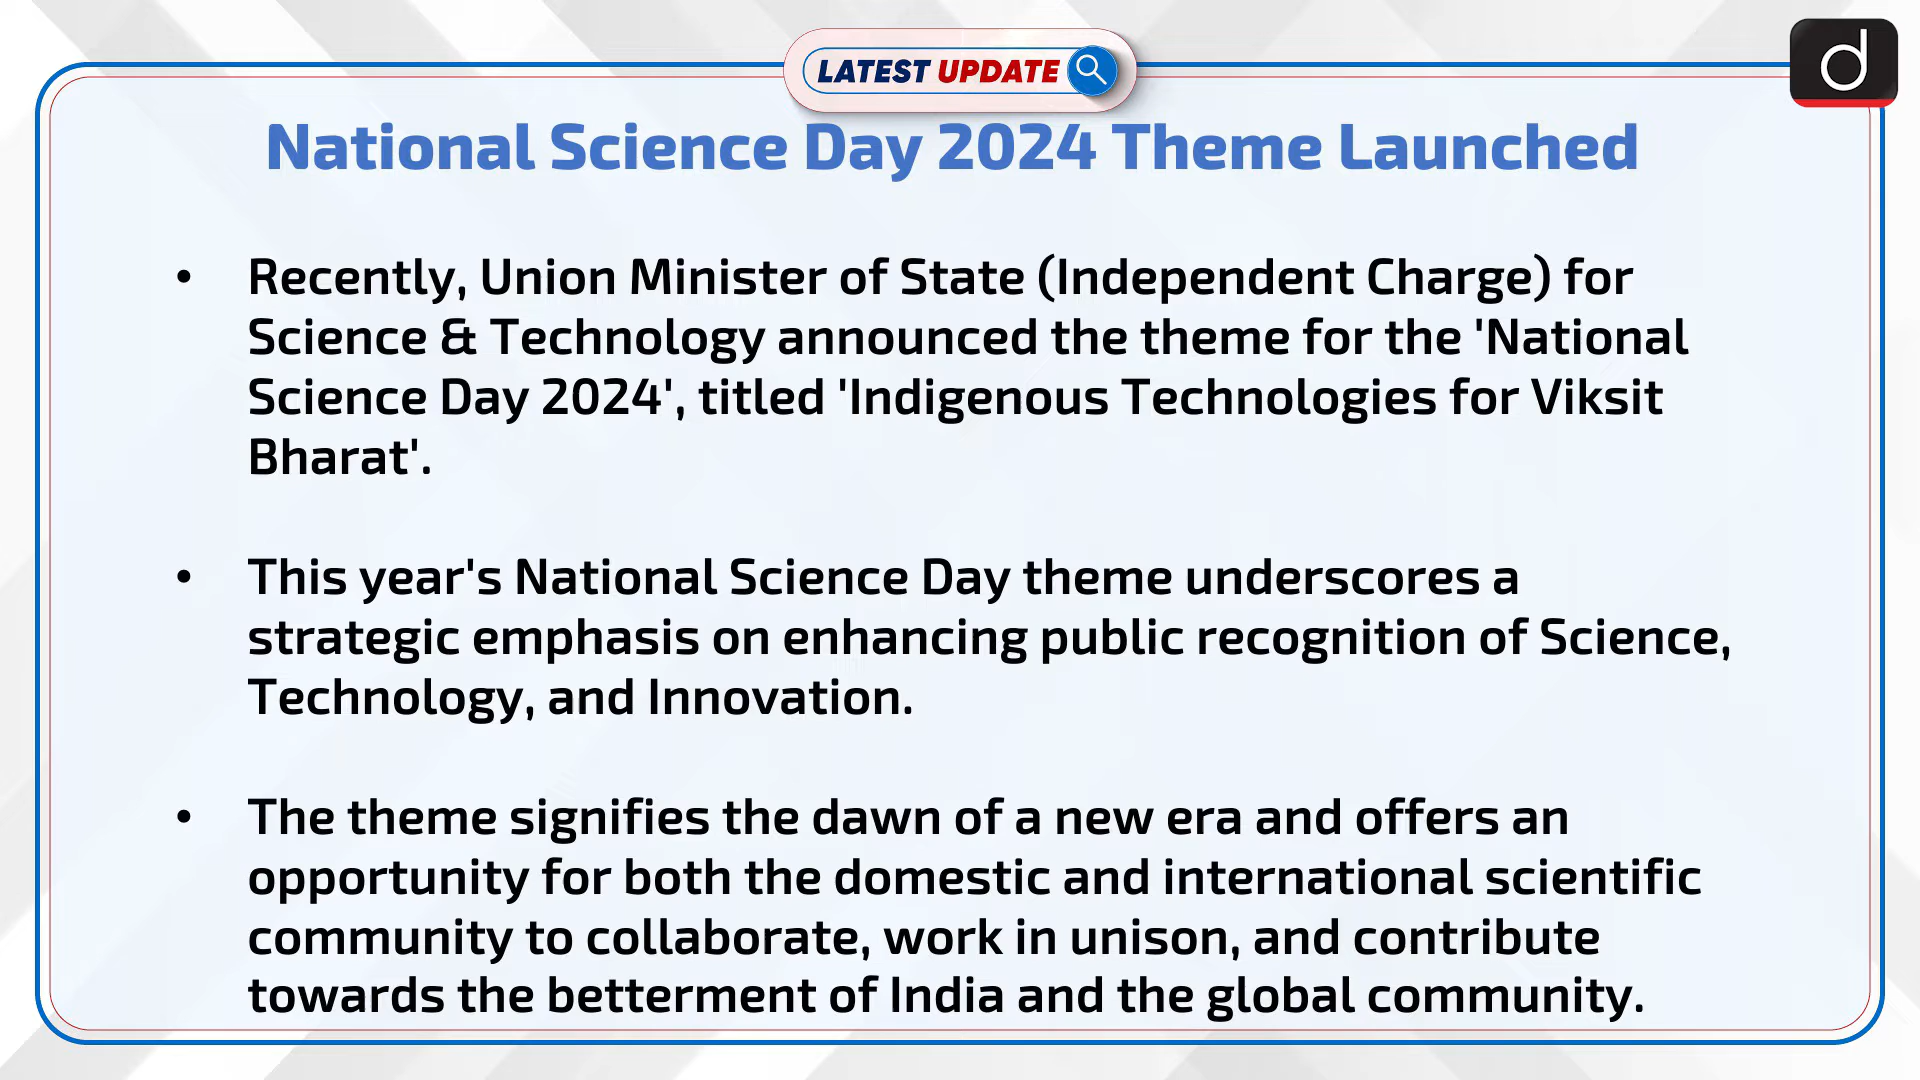 LATEST UPDATE
d
National Science Day 2024 Theme Launched
• Recently, Union Minister of State (Independent Charge) for
Science & Technology announced the theme for the 'National
Science Day 2024', titled 'Indigenous Technologies for Viksit
Bharat'.
• This year's National Science Day theme underscores a
strategic emphasis on enhancing public recognition of Science,
Technology, and Innovation.
• The theme signifies the dawn of a new era and offers an
opportunity for both the domestic and international scientific
community to collaborate, work in unison, and contribute
towards the betterment of India and the global community.